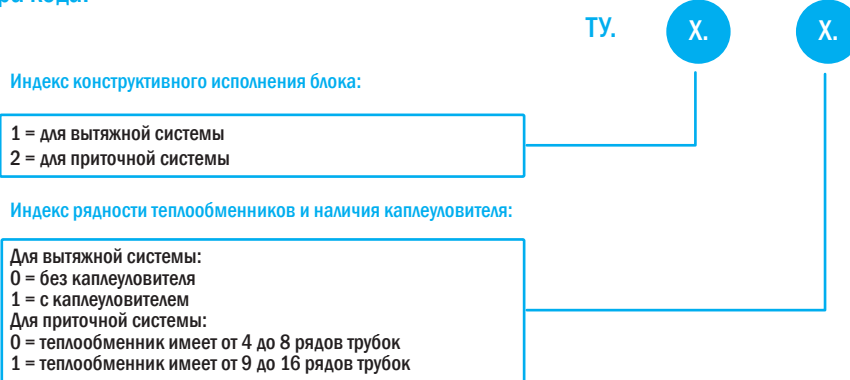 кода:
ТУ. Х. Х.
Индекс конструктивного исполнения блока:
1 = для вытяжной системы
2 = для приточной системы
Индекс рядности теплообменников и наличия каплеуловителя:
Для вытяжной системы:
0 = без каплеуловителя
1 = с каплеуловителем
Для приточной системы:
0 = теплообменник имеет от 4 до 8 рядов трубок
1 = теплообменник имеет от 9 до 16 рядов трубок